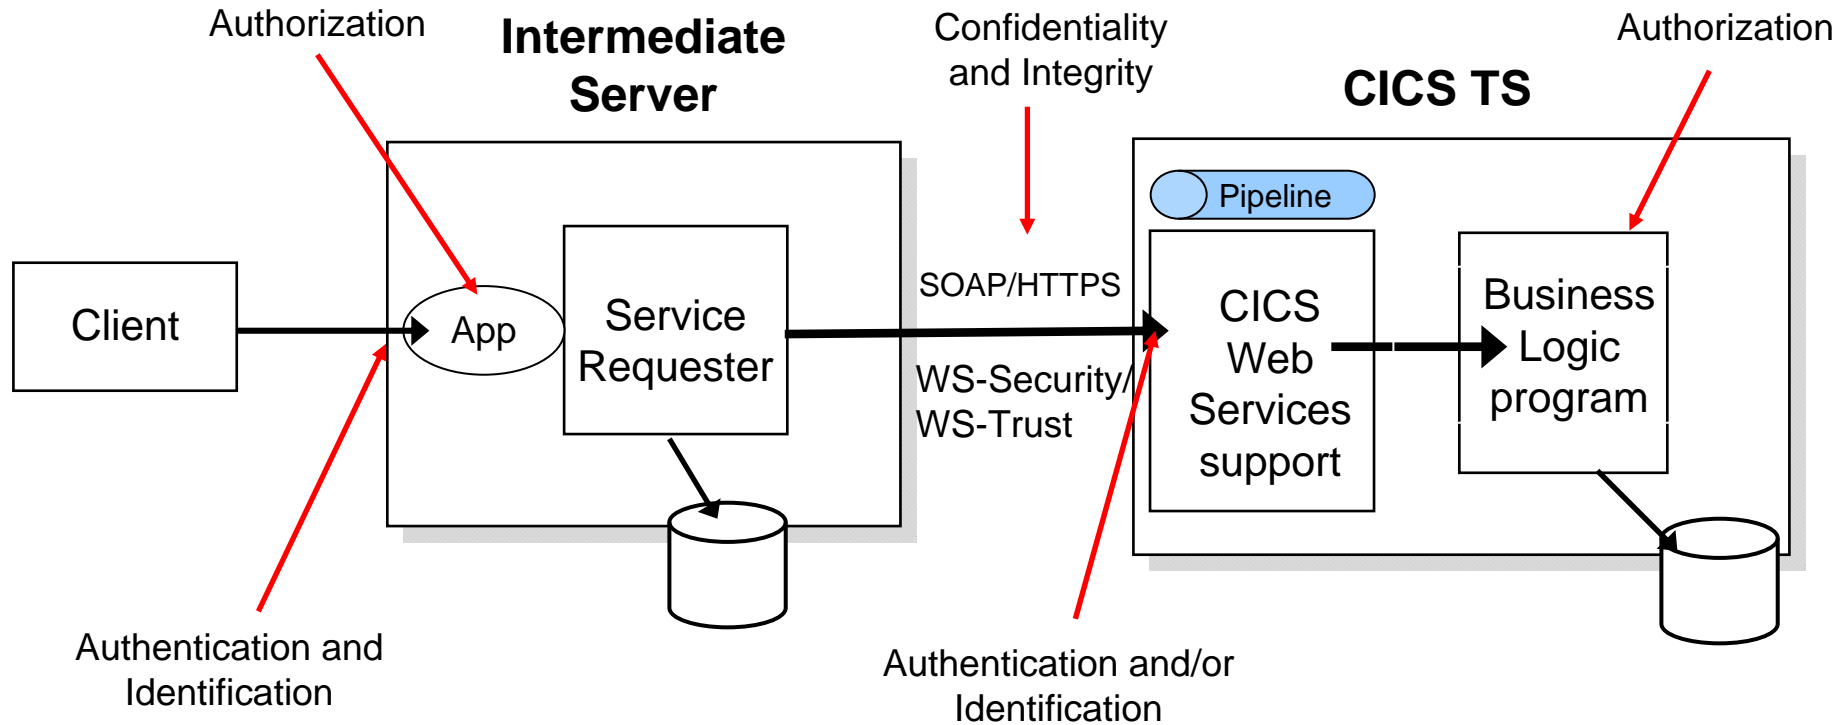 Authorization
Intermediate
Server
Confidentiality
and Integrity
Authorization
CICS TS
Pipeline
Client
App
Service
Requester
SOAP/HTTPS
WS-Security/
WS-Trust
CICS
Web
Services
support
Business
Logic
program
Authentication and
Identification
Authentication and/or
Identification